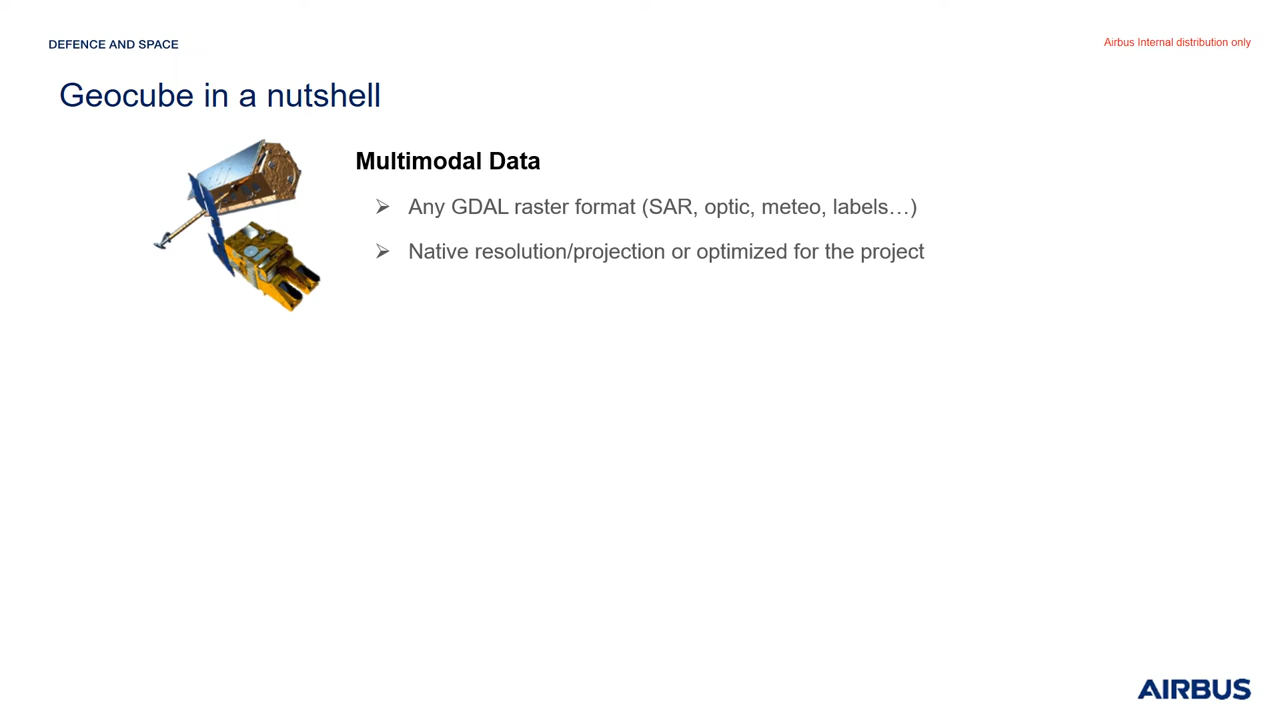 DEFENCE AND SPACE
Airbus Internal distribution only
Geocube in a nutshell
Multimodal Data
➢ Any GDAL raster format (SAR, optic, meteo, labels…)
➢ Native resolution/projection or optimized for the project
AIRBUS